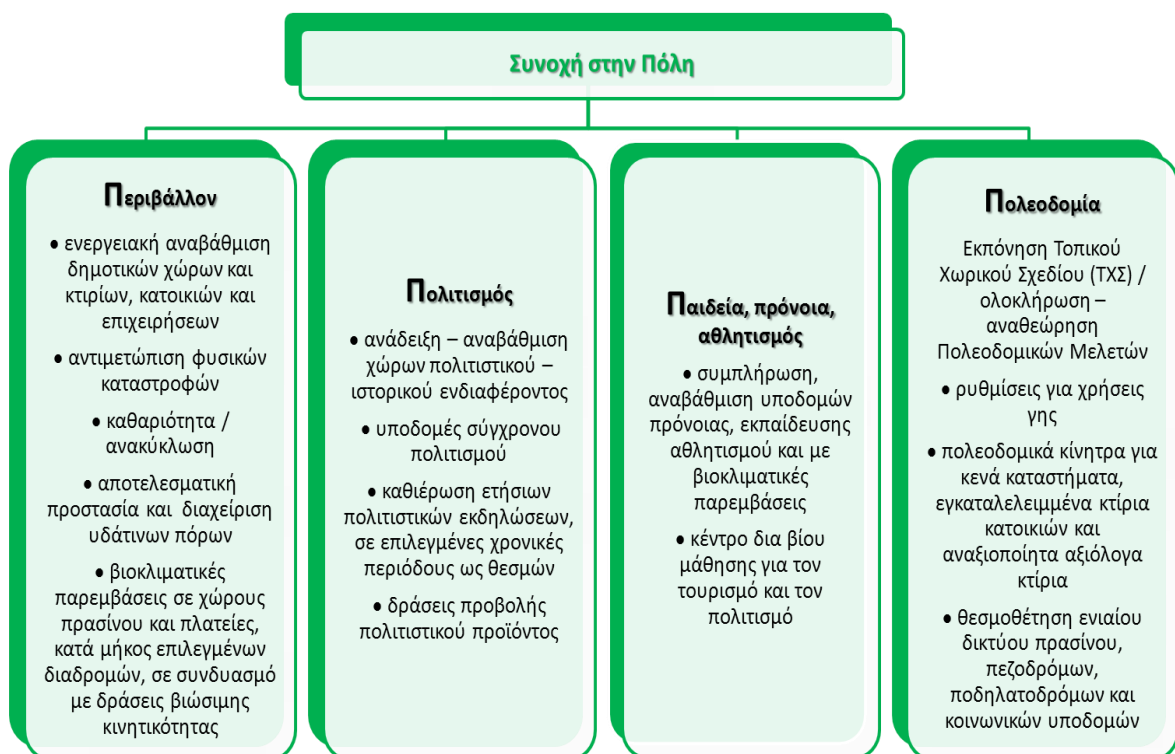 Συνοχή στην Πόλη
Περιβάλλον
• ενεργειακή αναβάθμιση
δημοτικών χώρων και
κτιρίων, κατοικιών και
επιχειρήσεων
• αντιμετώπιση φυσικών
καταστροφών
• καθαριότητα /
ανακύκλωση
• αποτελεσματική
προστασία και διαχείριση
υδάτινων πόρων
• βιοκλιματικές
παρεμβάσεις σε χώρους
πρασίνου και πλατείες,
κατά μήκος επιλεγμένων
διαδρομών, σε συνδυασμό
με δράσεις βιώσιμης
κινητικότητας
Πολιτισμός
• ανάδειξη – αναβάθμιση
χώρων πολιτιστικού –
ιστορικού ενδιαφέροντος
• υποδομές σύγχρονου
πολιτισμού
• καθιέρωση ετήσιων
πολιτιστικών εκδηλώσεων,
σε επιλεγμένες χρονικές
περιόδους ως θεσμών
• δράσεις προβολής
πολιτιστικού προϊόντος
Παιδεία, πρόνοια,
αθλητισμός
• συμπλήρωση,
αναβάθμιση υποδομών
πρόνοιας, εκπαίδευσης
αθλητισμού και με
βιοκλιματικές
παρεμβάσεις
• κέντρο δια βίου
μάθησης για τον
τουρισμό και τον
πολιτισμό
Πολεοδομία
Εκπόνηση Τοπικού
Χωρικού Σχεδίου (ΤΧΣ) /
ολοκλήρωση –
αναθεώρηση
Πολεοδομικών Μελετών
• ρυθμίσεις για χρήσεις
γης
• πολεοδομικά κίνητρα για
κενά καταστήματα,
εγκαταλελειμμένα κτίρια
κατοικιών και
αναξιοποίητα αξιόλογα
κτίρια
• θεσμοθέτηση ενιαίου
δικτύου πρασίνου,
πεζοδρόμων,
ποδηλατοδρόμων και
κοινωνικών υποδομών